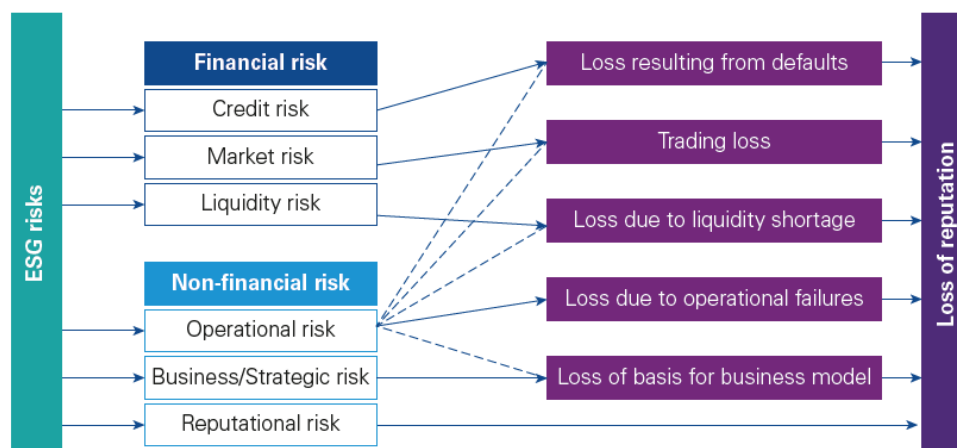 ESG risks
Financial risk
Credit risk
Market risk
Liquidity risk
Non-financial risk
Operational risk
Business/Strategic risk
Reputational risk
Loss resulting from defaults
Trading loss
Loss due to liquidity shortage
Loss due to operational failures
Loss of basis for business model
Loss of reputation